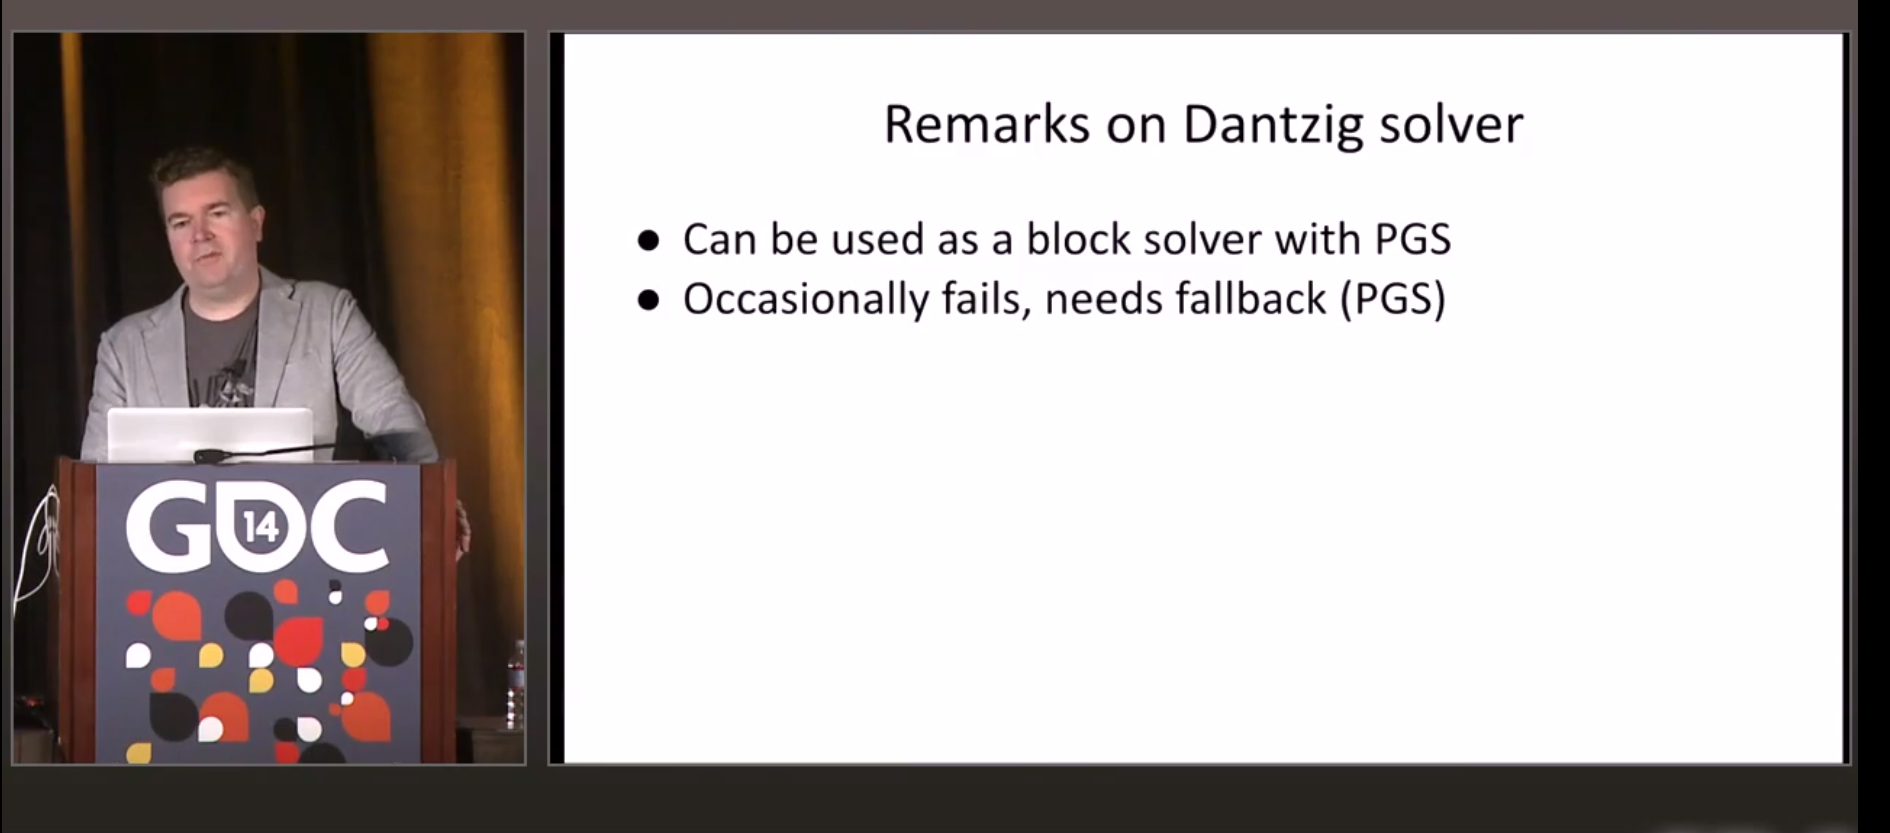 GDC
14
Remarks on Dantzig solver
● Can be used as a block solver with PGS
● Occasionally fails, needs fallback (PGS)